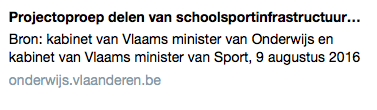 Projectoproep delen van schoolsportinfrastructuur...
Bron: kabinet van Vlaams minister van Onderwijs en
kabinet van Vlaams minister van Sport, 9 augustus 2016
onderwijs.vlaanderen.be